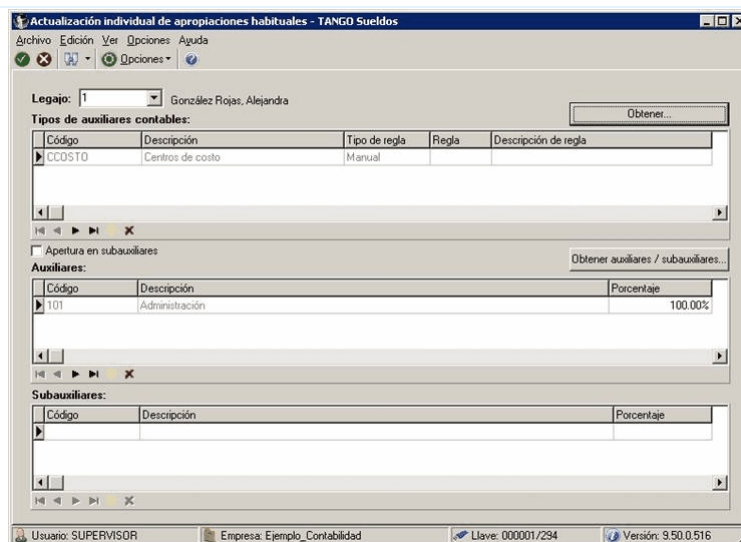 Actualización individual de apropiaciones habituales - TANGO Sueldos
Archivo Edición Ver Opciones Ayuda
Opciones
Legajo: 1 González Rojas, Alejandra
Obtener...
Tipos de auxiliares contables:
Código Descripción Tipo de regla Regla Descripción de regla
CCOSTO Centros de costo Manual
Apertura en subauxiliares
Obtener auxiliares / subauxiliares...
Auxiliares:
Código Descripción Porcentaje
101 Administración 100.00%
Subauxiliares:
Código Descripción Porcentaje
Usuario: SUPERVISOR Empresa: Ejemplo_Contabilidad Llave: 000001/294 Versión: 9.50.0.516